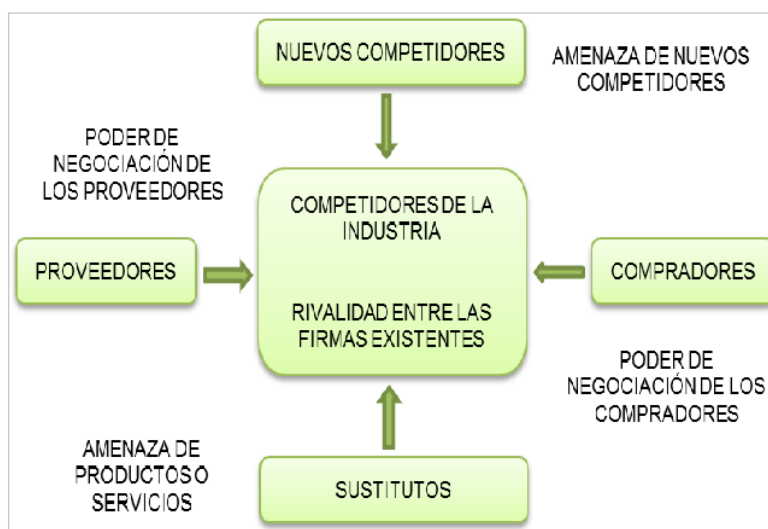 NUEVOS COMPETIDORES
AMENAZA DE NUEVOS
COMPETIDORES
PODER DE
NEGOCIACIÓN DE
LOS PROVEEDORES
COMPETIDORES DE LA
INDUSTRIA
PROVEEDORES
COMPRADORES
RIVALIDAD ENTRE LAS
FIRMAS EXISTENTES
PODER DE
NEGOCIACIÓN DE LOS
COMPRADORES
AMENAZA DE
PRODUCTOS O
SERVICIOS
SUSTITUTOS